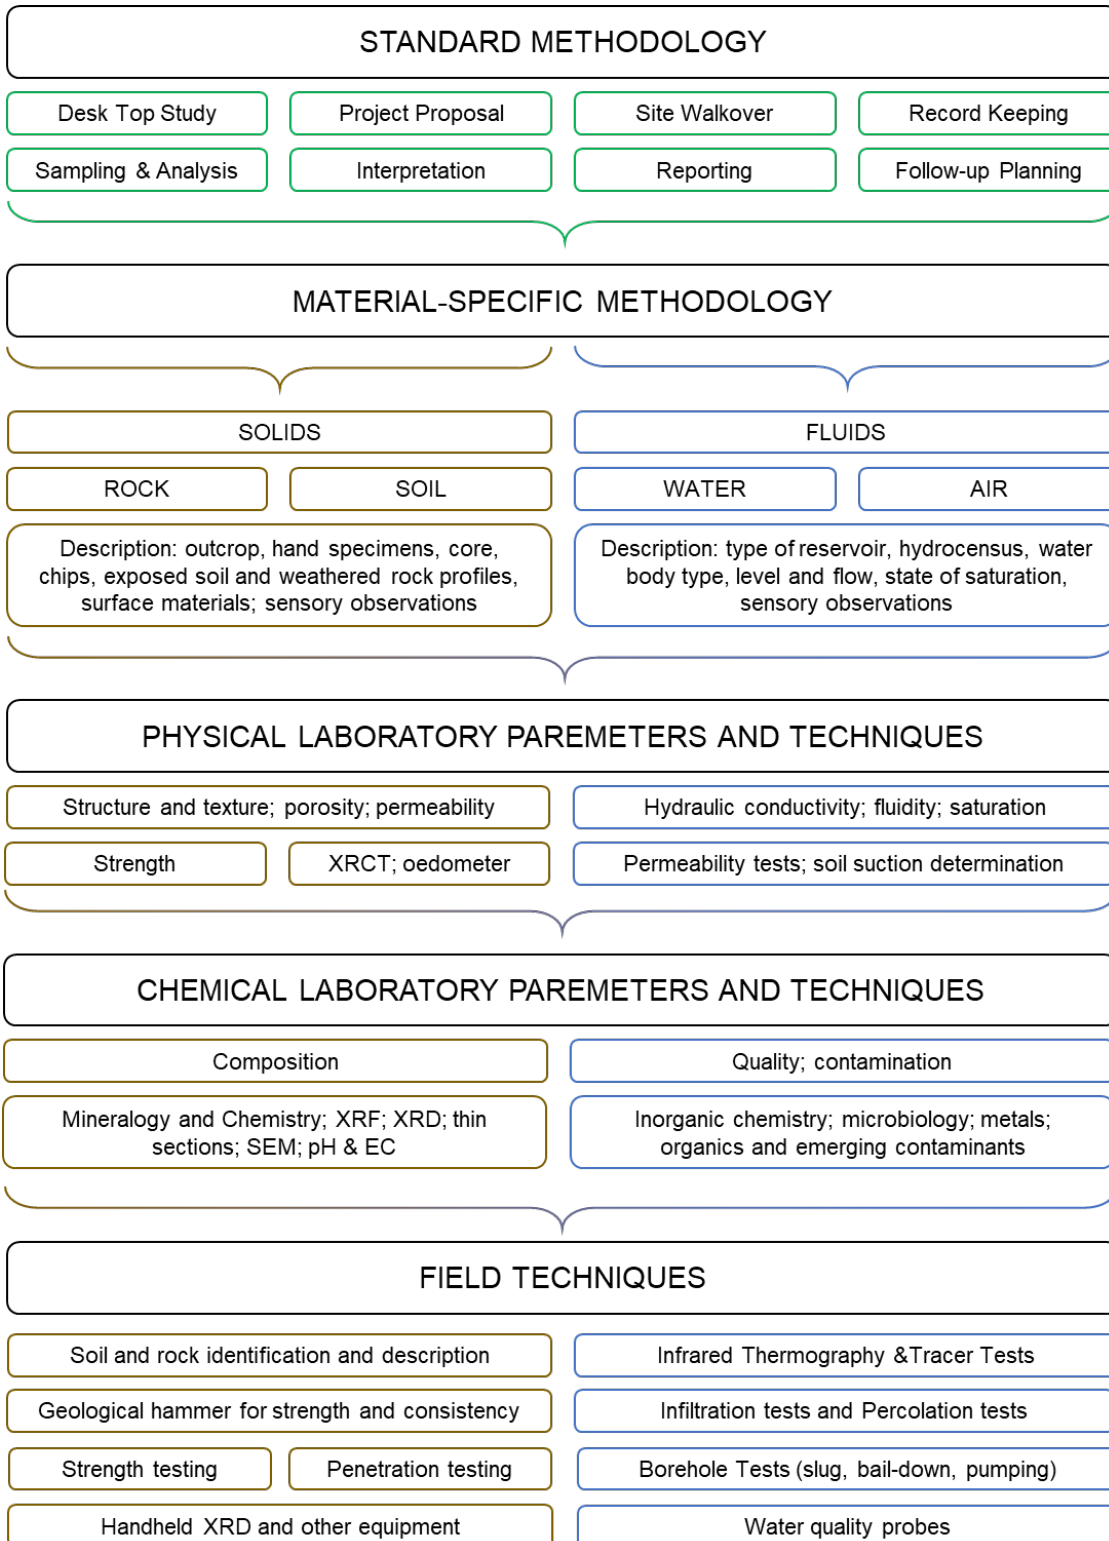 STANDARD METHODOLOGY
Desk Top Study
Project Proposal
Site Walkover
Record Keeping
Sampling & Analysis
Interpretation
Reporting
Follow-up Planning
MATERIAL-SPECIFIC METHODOLOGY
SOLIDS
FLUIDS
ROCK
SOIL
WATER
AIR
Description: outcrop, hand specimens, core,
chips, exposed soil and weathered rock profiles,
surface materials; sensory observations
Description: type of reservoir, hydrocensus, water
body type, level and flow, state of saturation,
sensory observations
PHYSICAL LABORATORY PAREMETERS AND TECHNIQUES
Structure and texture; porosity; permeability
Hydraulic conductivity; fluidity; saturation
Strength
XRCT; oedometer
Permeability tests; soil suction determination
CHEMICAL LABORATORY PAREMETERS AND TECHNIQUES
Composition
Quality; contamination
Mineralogy and Chemistry; XRF; XRD; thin
sections; SEM; pH & EC
Inorganic chemistry; microbiology; metals;
organics and emerging contaminants
FIELD TECHNIQUES
Soil and rock identification and description
Infrared Thermography &Tracer Tests
Geological hammer for strength and consistency
Infiltration tests and Percolation tests
Strength testing
Penetration testing
Borehole Tests (slug, bail-down, pumping)
Handheld XRD and other equipment
Water quality probes